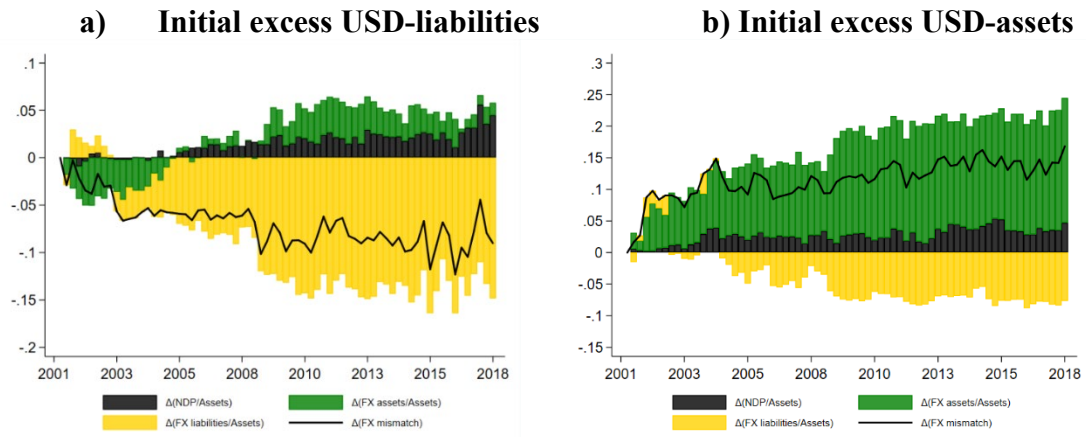 a) Initial excess USD-liabilities
b) Initial excess USD-assets
.1
.05
0
-.05
-.1
-.15
-.2
2001 2003 2005 2008 2010 2013 2015 2018
Δ(NDP/Assets) Δ(FX assets/Assets)
Δ(FX liabilities/Assets) Δ(FX mismatch)
.3
.25
.2
.15
.1
.05
0
-.05
-.1
-.15
2001 2003 2005 2008 2010 2013 2015 2018
Δ(NDP/Assets) Δ(FX assets/Assets)
Δ(FX liabilities/Assets) Δ(FX mismatch)